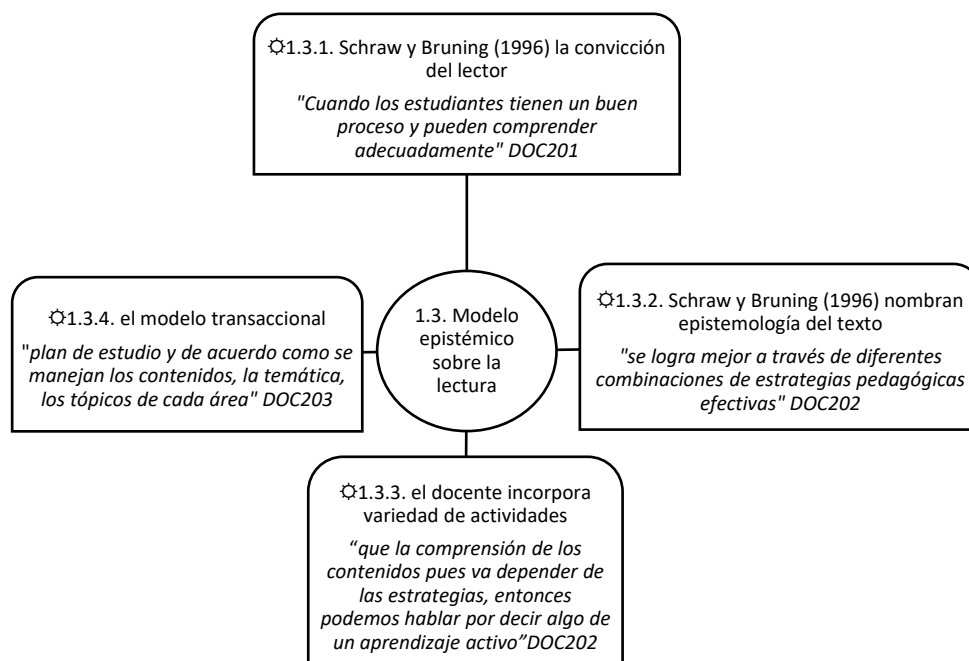 ☼1.3.1. Schraw y Bruning (1996) la convicción
del lector
"Cuando los estudiantes tienen un buen
proceso y pueden comprender
adecuadamente" DOC201
☼1.3.4. el modelo transaccional
"plan de estudio y de acuerdo como se
manejan los contenidos, la temática,
los tópicos de cada área" DOC203
1.3. Modelo
epistémico
sobre la
lectura
☼1.3.2. Schraw y Bruning (1996) nombran
epistemología del texto
"se logra mejor a través de diferentes
combinaciones de estrategias pedagógicas
efectivas" DOC202
☼1.3.3. el docente incorpora
variedad de actividades
“que la comprensión de los
contenidos pues va depender de
las estrategias, entonces
podemos hablar por decir algo de
un aprendizaje activo”DOC202